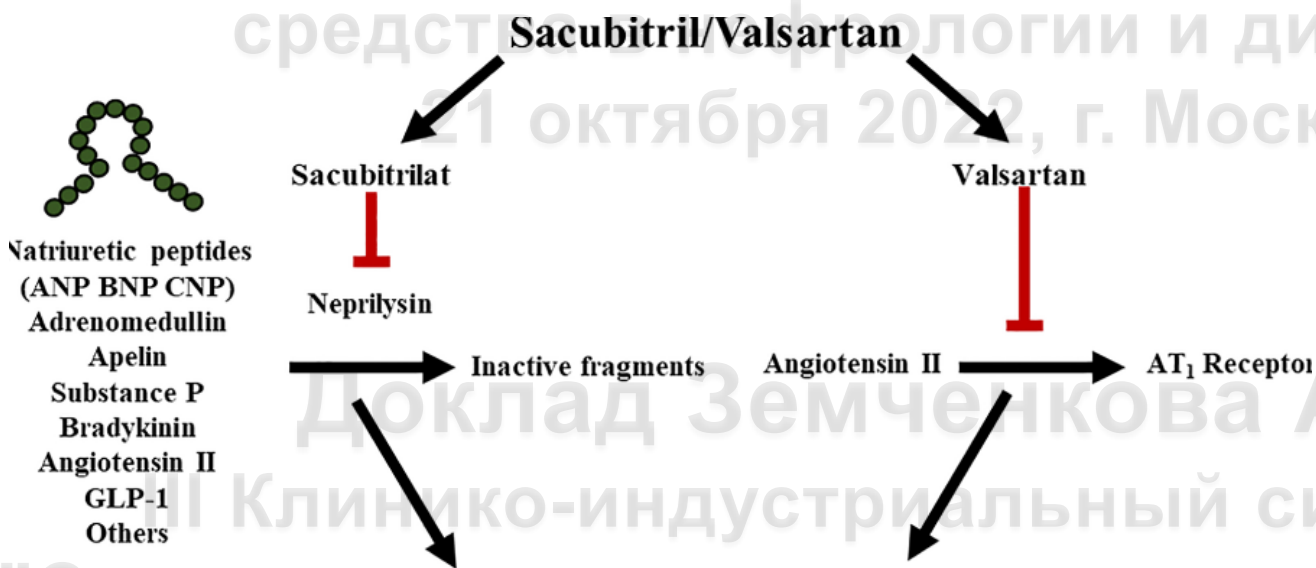 средств в нефрологии и ди
Sacubitril/Valsartan
21 октября 2022, г. Моск
Sacubitrilat
Valsartan
Natriuretic peptides
(ANP BNP CNP)
Adrenomedullin
Apelin
Substance P
Bradykinin
Angiotensin II
GLP-1
Others
Neprilysin
Inactive fragments
Angiotensin II
AT₁ Receptor
Доклад Земченкова А
III Клинико-индустриальный си